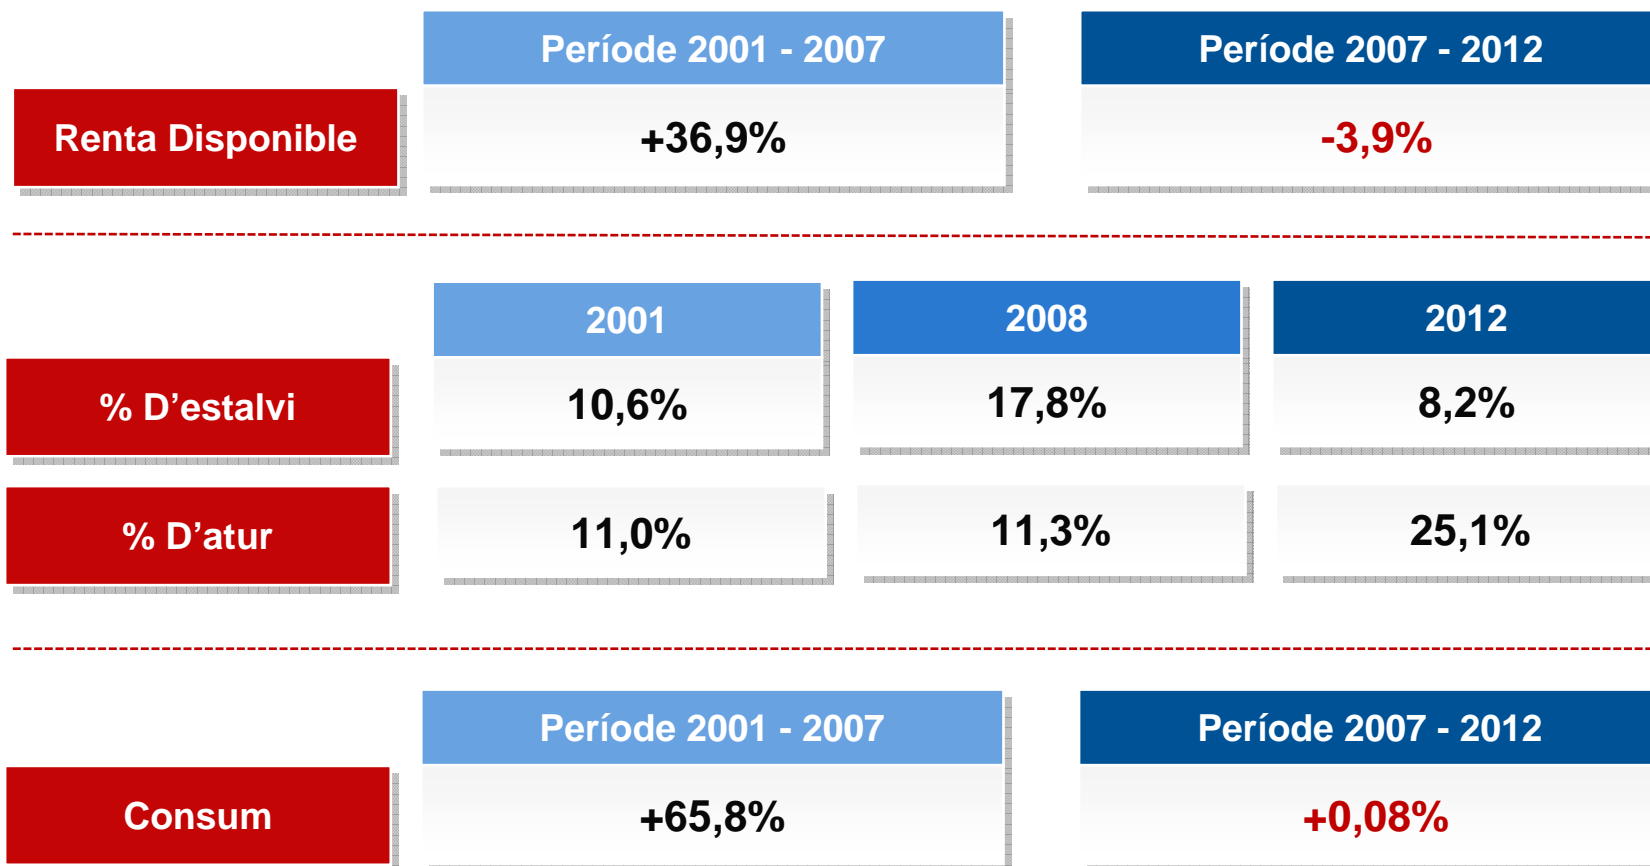 Període 2001 - 2007
Període 2007 - 2012
Renta Disponible
+36,9%
-3,9%
2001
2008
2012
% D’estalvi
10,6%
17,8%
8,2%
% D’atur
11,0%
11,3%
25,1%
Període 2001 - 2007
Període 2007 - 2012
Consum
+65,8%
+0,08%